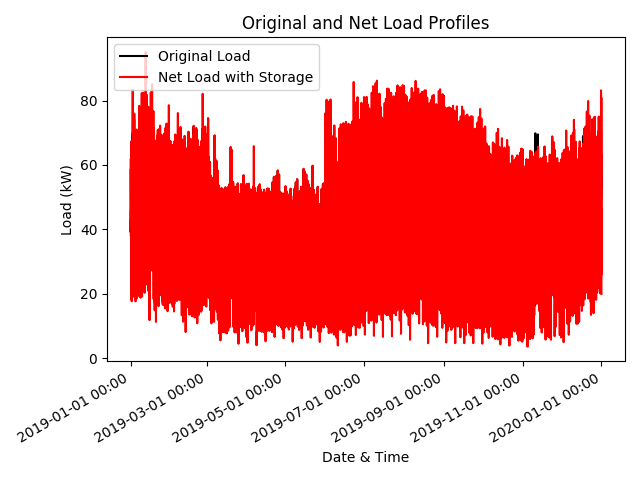 Original and Net Load Profiles
Original Load
Net Load with Storage
Load (kW)
80
60
40
20
0
2019-01-01 00:00
2019-03-01 00:00
2019-05-01 00:00
2019-07-01 00:00
2019-09-01 00:00
2019-11-01 00:00
2020-01-01 00:00
Date & Time